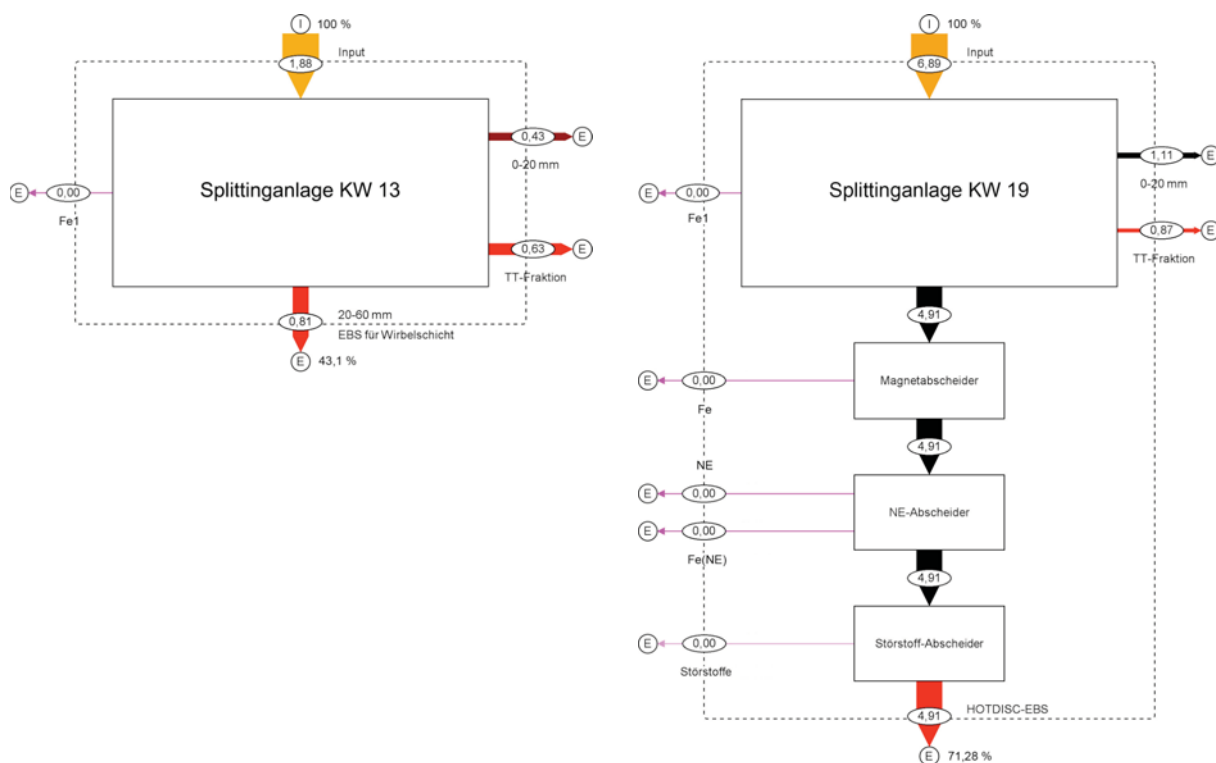 I 100 %
Input
1,88
Splittinganlage KW 13
0,43 E
0-20 mm
E 0,00
Fe1
0,63 E
TT-Fraktion
0,81
20-60 mm
EBS für Wirbelschicht
E 43,1 %
I 100 %
Input
6,89
Splittinganlage KW 19
1,11 E
0-20 mm
E 0,00
Fe1
0,87 E
TT-Fraktion
4,91
Magnetabscheider
E 0,00
Fe
4,91
NE
E 0,00
NE-Abscheider
E 0,00
Fe(NE)
4,91
Störstoff-Abscheider
E 0,00
Störstoffe
4,91
HOTDISC-EBS
E 71,28 %